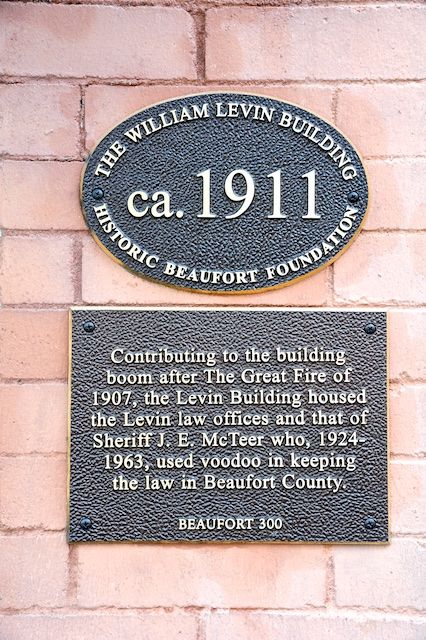 THE WILLIAM LEVIN BUILDING
ca. 1911
HISTORIC BEAUFORT FOUNDATION
Contributing to the building
boom after The Great Fire of
1907, the Levin Building housed
the Levin law offices and that of
Sheriff J. E. McTeer who, 1924-
1963, used voodoo in keeping
the law in Beaufort County.
BEAUFORT 300